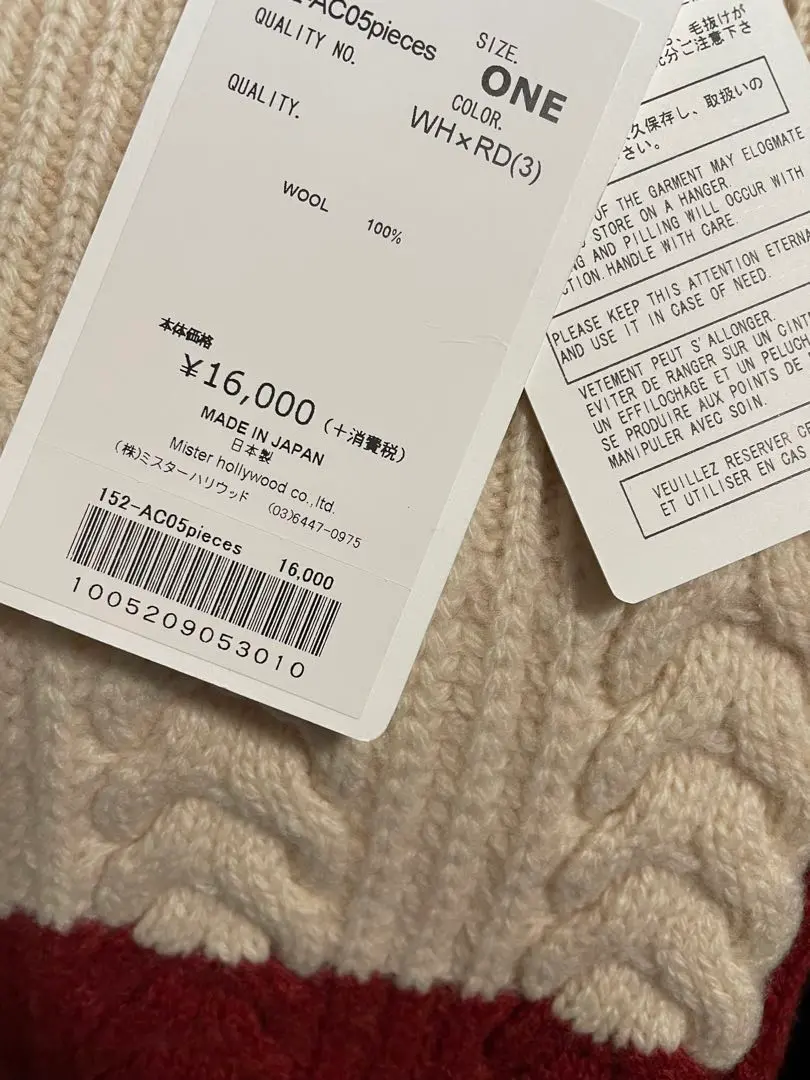 2-AC05pieces
QUALITY NO.
SIZE.
ONE
QUALITY.
COLOR.
WH×RD(3)
WOOL 100%
本体価格
¥16,000 (+消費税)
MADE IN JAPAN
日本製
Mister hollywood co.,ltd.
(株)ミスターハリウッド (03)6447-0975
152-AC05pieces 16,000
1005209053010
、毛抜けが
分ご注意下さ
久保存し、取扱いの
さい。
OF THE GARMENT MAY ELOGMATE
STORE ON A HANGER.
NG AND PILLING WILL OCCUR WITH
CTION.HANDLE WITH CARE.
PLEASE KEEP THIS ATTENTION ETERNA
AND USE IT IN CASE OF NEED.
VETEMENT PEUT S'ALLONGER.
EVITER DE RANGER SUR UN CINT
UN EFFILOCHAGE ET UN PELUCH
SE PRODUIRE AUX POINTS DE
MANIPULER AVEC SOIN.
VEUILLEZ RESERVER CE
ET UTILISER EN CAS